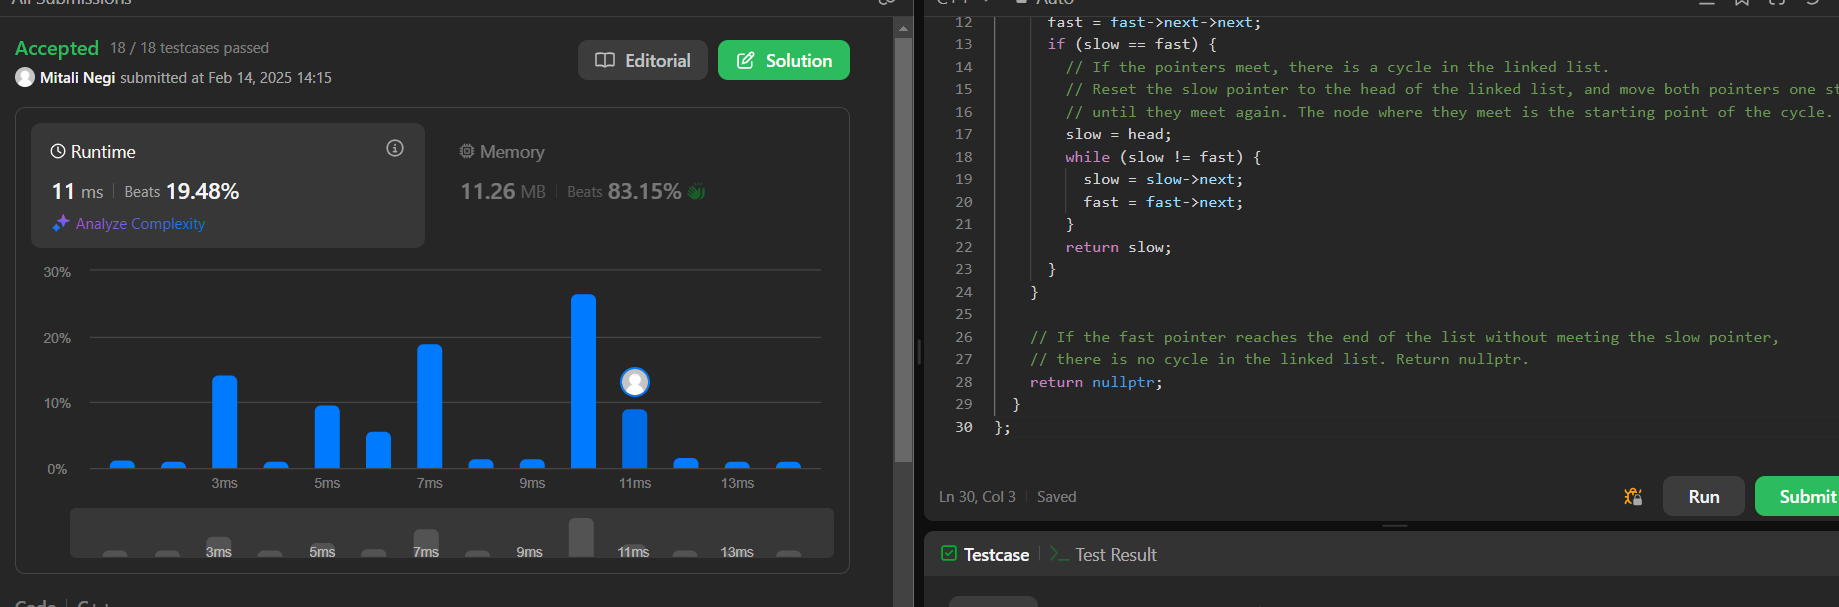 All Submissions
Accepted 18 / 18 testcases passed
Mitali Negi submitted at Feb 14, 2025 14:15
Editorial
Solution
Runtime
11 ms | Beats 19.48%
Analyze Complexity
Memory
11.26 MB | Beats 83.15%
30%
20%
10%
0%
3ms 5ms 7ms 9ms 11ms 13ms
3ms 5ms 7ms 9ms 11ms 13ms
Code | C++
C++ Auto
12 fast = fast->next->next;
13 if (slow == fast) {
14 // If the pointers meet, there is a cycle in the linked list.
15 // Reset the slow pointer to the head of the linked list, and move both pointers one st
16 // until they meet again. The node where they meet is the starting point of the cycle.
17 slow = head;
18 while (slow != fast) {
19 slow = slow->next;
20 fast = fast->next;
21 }
22 return slow;
23 }
24 }
25
26 // If the fast pointer reaches the end of the list without meeting the slow pointer,
27 // there is no cycle in the linked list. Return nullptr.
28 return nullptr;
29 }
30 };
Ln 30, Col 3 | Saved
Run
Submit
Testcase | >_ Test Result